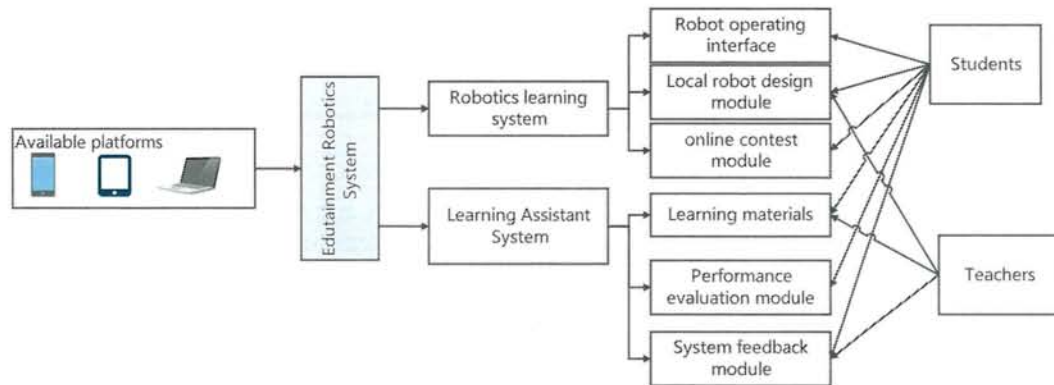 Available platforms
Edutainment Robotics
System
Robotics learning
system
Learning Assistant
System
Robot operating
interface
Local robot design
module
online contest
module
Learning materials
Performance
evaluation module
System feedback
module
Students
Teachers